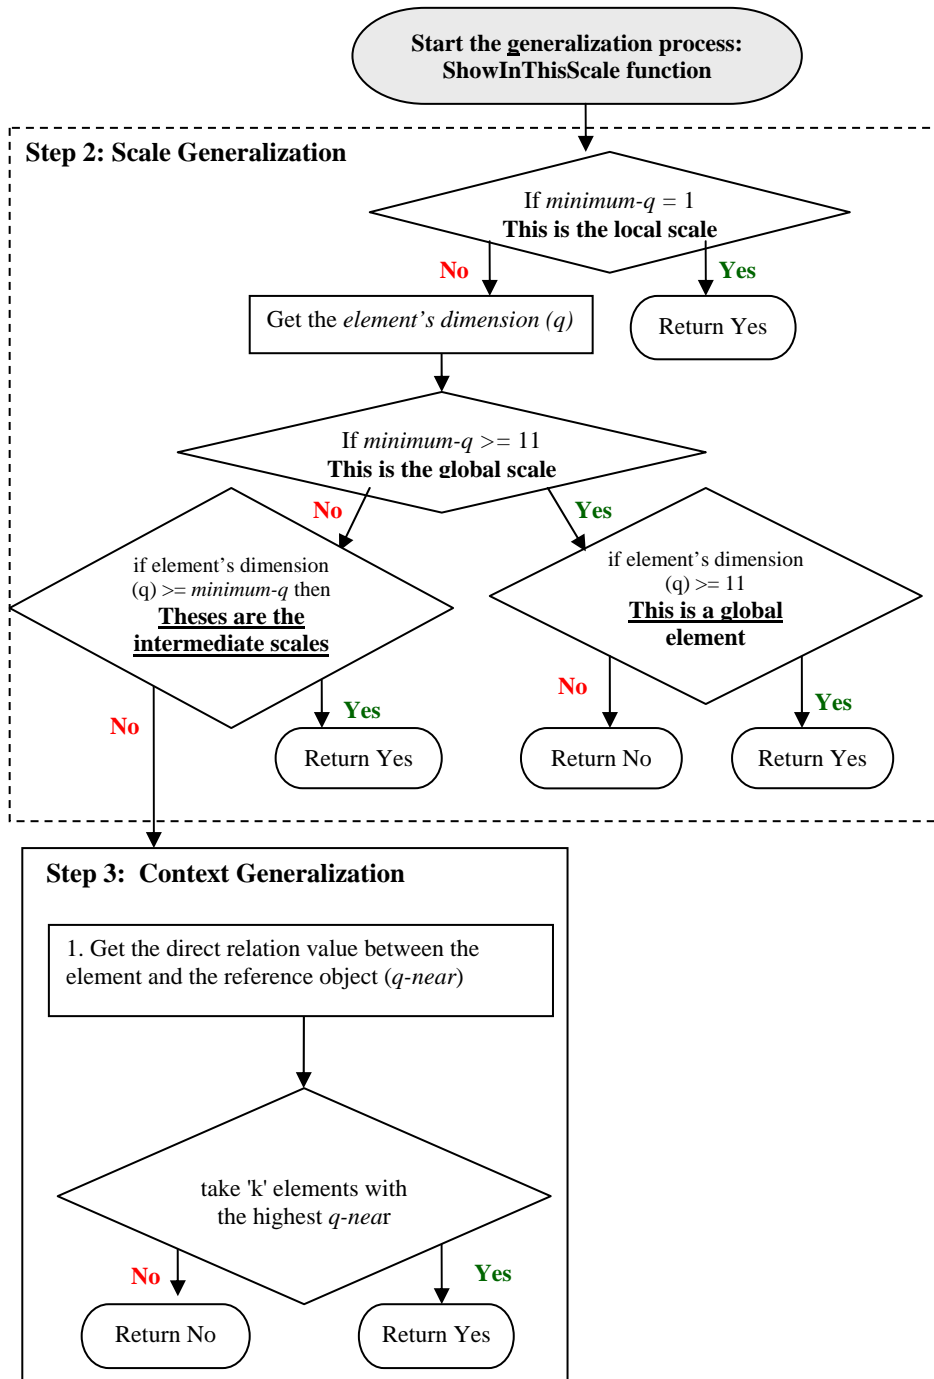 Start the generalization process:
ShowInThisScale function
Step 2: Scale Generalization
If minimum-q = 1
This is the local scale
No
Yes
Get the element's dimension (q)
Return Yes
If minimum-q >= 11
This is the global scale
No
Yes
if element's dimension
(q) >= minimum-q then
Theses are the
intermediate scales
if element's dimension
(q) >= 11
This is a global
element
No
Yes
No
Yes
Return Yes
Return No
Return Yes
Step 3: Context Generalization
1. Get the direct relation value between the
element and the reference object (q-near)
take 'k' elements with
the highest q-near
No
Yes
Return No
Return Yes